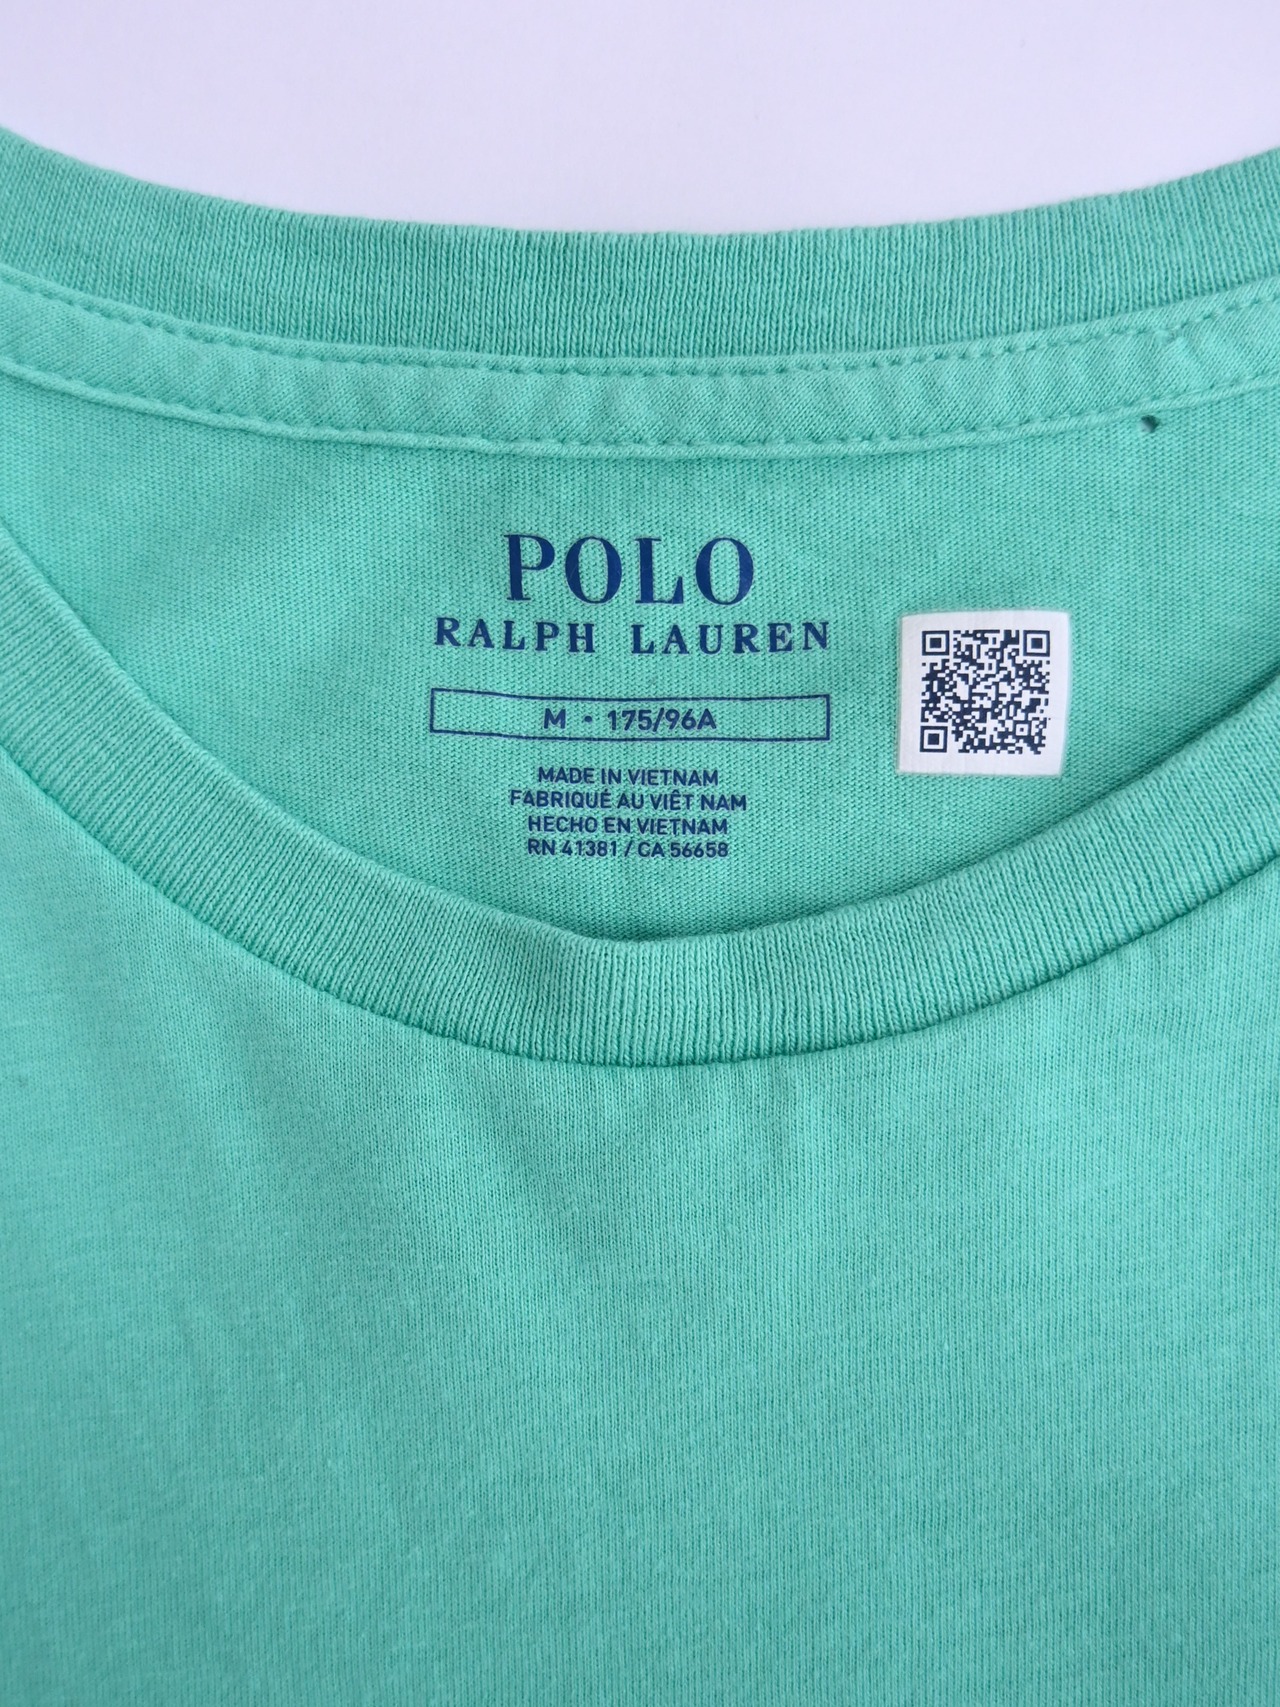 POLO
RALPH LAUREN
M • 175/96A
MADE IN VIETNAM
FABRIQUÉ AU VIÊT NAM
HECHO EN VIETNAM
RN 41381 / CA 56658